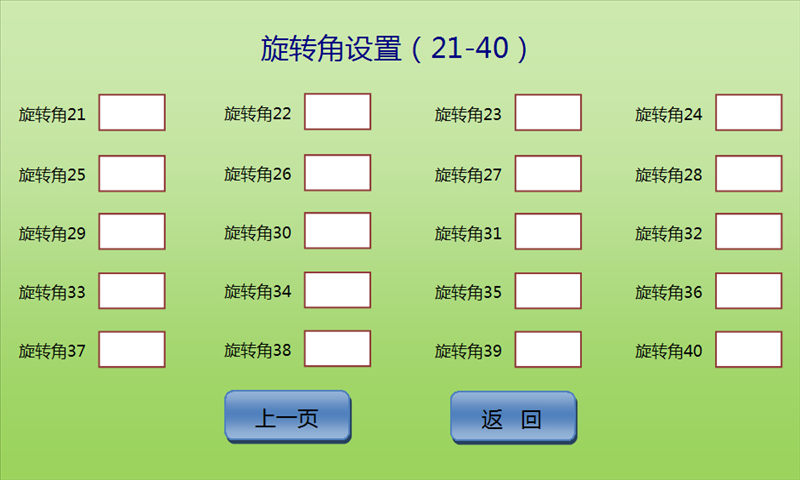 旋转角设置（21-40）
旋转角21 旋转角22 旋转角23 旋转角24
旋转角25 旋转角26 旋转角27 旋转角28
旋转角29 旋转角30 旋转角31 旋转角32
旋转角33 旋转角34 旋转角35 旋转角36
旋转角37 旋转角38 旋转角39 旋转角40
上一页 返 回